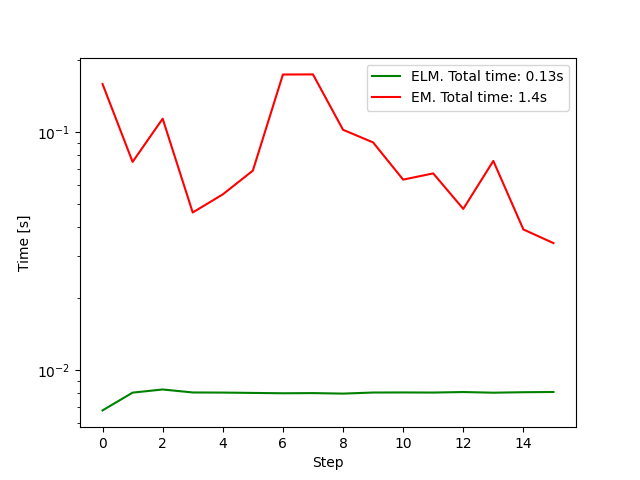 ELM. Total time: 0.13s
EM. Total time: 1.4s
10⁻¹
10⁻²
Time [s]
0 2 4 6 8 10 12 14
Step